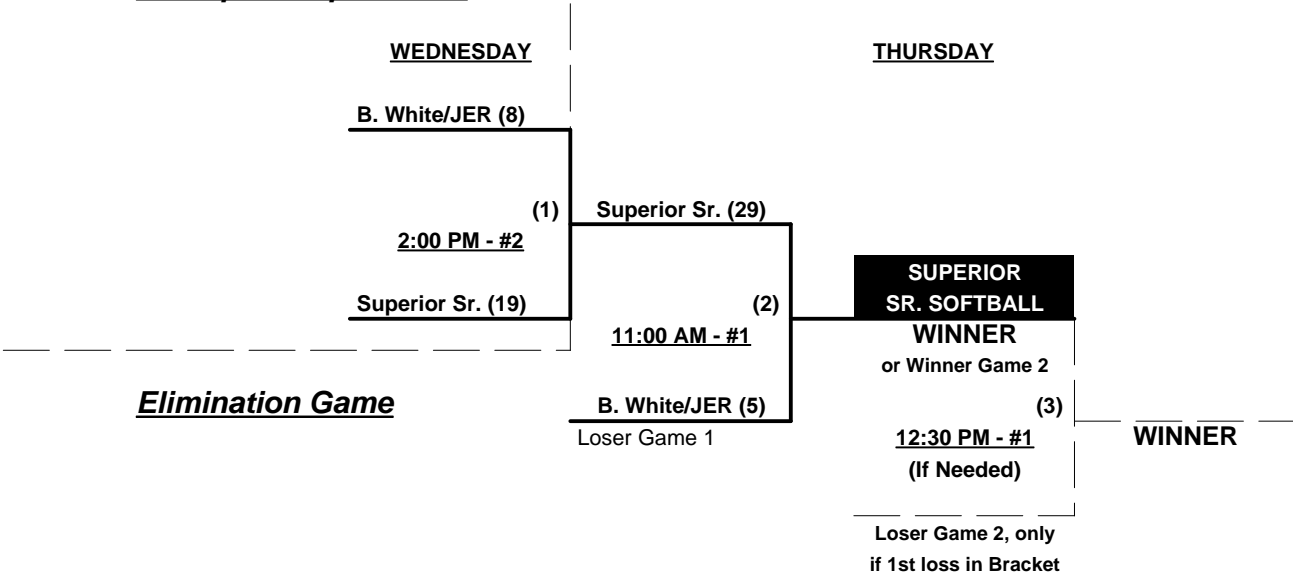 WEDNESDAY
THURSDAY
B. White/JER (8)
(1)
Superior Sr. (29)
2:00 PM - #2
SUPERIOR
SR. SOFTBALL
Superior Sr. (19)
(2)
11:00 AM - #1
WINNER
or Winner Game 2
Elimination Game
B. White/JER (5)
(3)
Loser Game 1
12:30 PM - #1
WINNER
(If Needed)
Loser Game 2, only
if 1st loss in Bracket